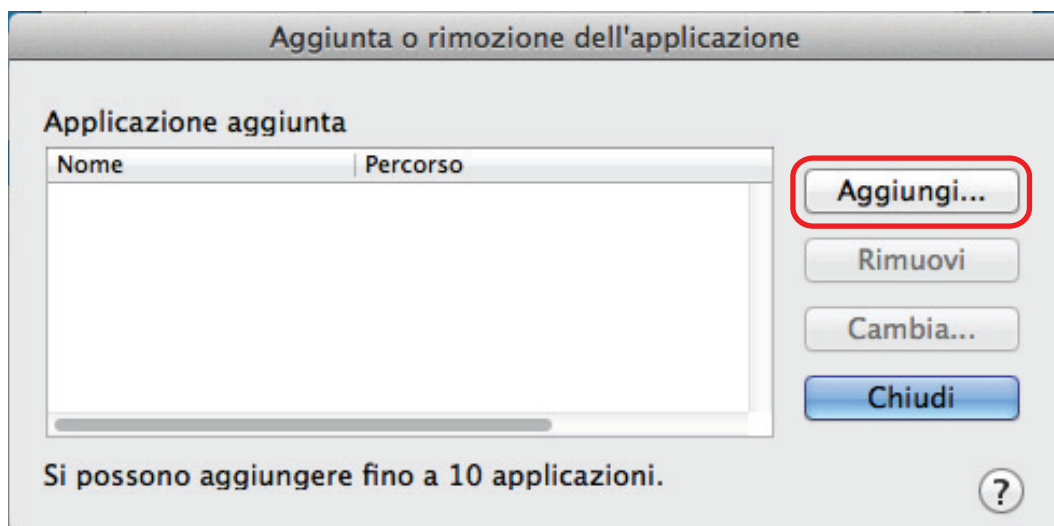 Aggiunta o rimozione dell'applicazione
Applicazione aggiunta
Nome Percorso
Aggiungi...
Rimuovi
Cambia...
Chiudi
Si possono aggiungere fino a 10 applicazioni.
?